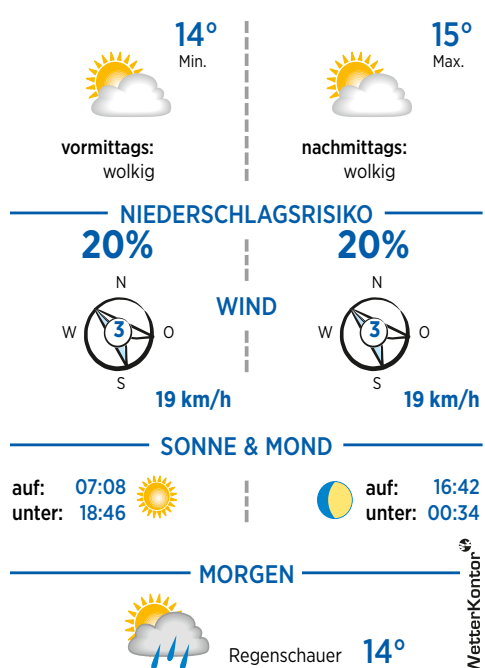 14°
Min.
15°
Max.
vormittags:
wolkig
nachmittags:
wolkig
NIEDERSCHLAGSRISIKO
20%
20%
WIND
N
W 3 O
S
19 km/h
N
W 3 O
S
19 km/h
SONNE & MOND
auf: 07:08
unter: 18:46
auf: 16:42
unter: 00:34
MORGEN
Regenschauer 14°
WetterKontor